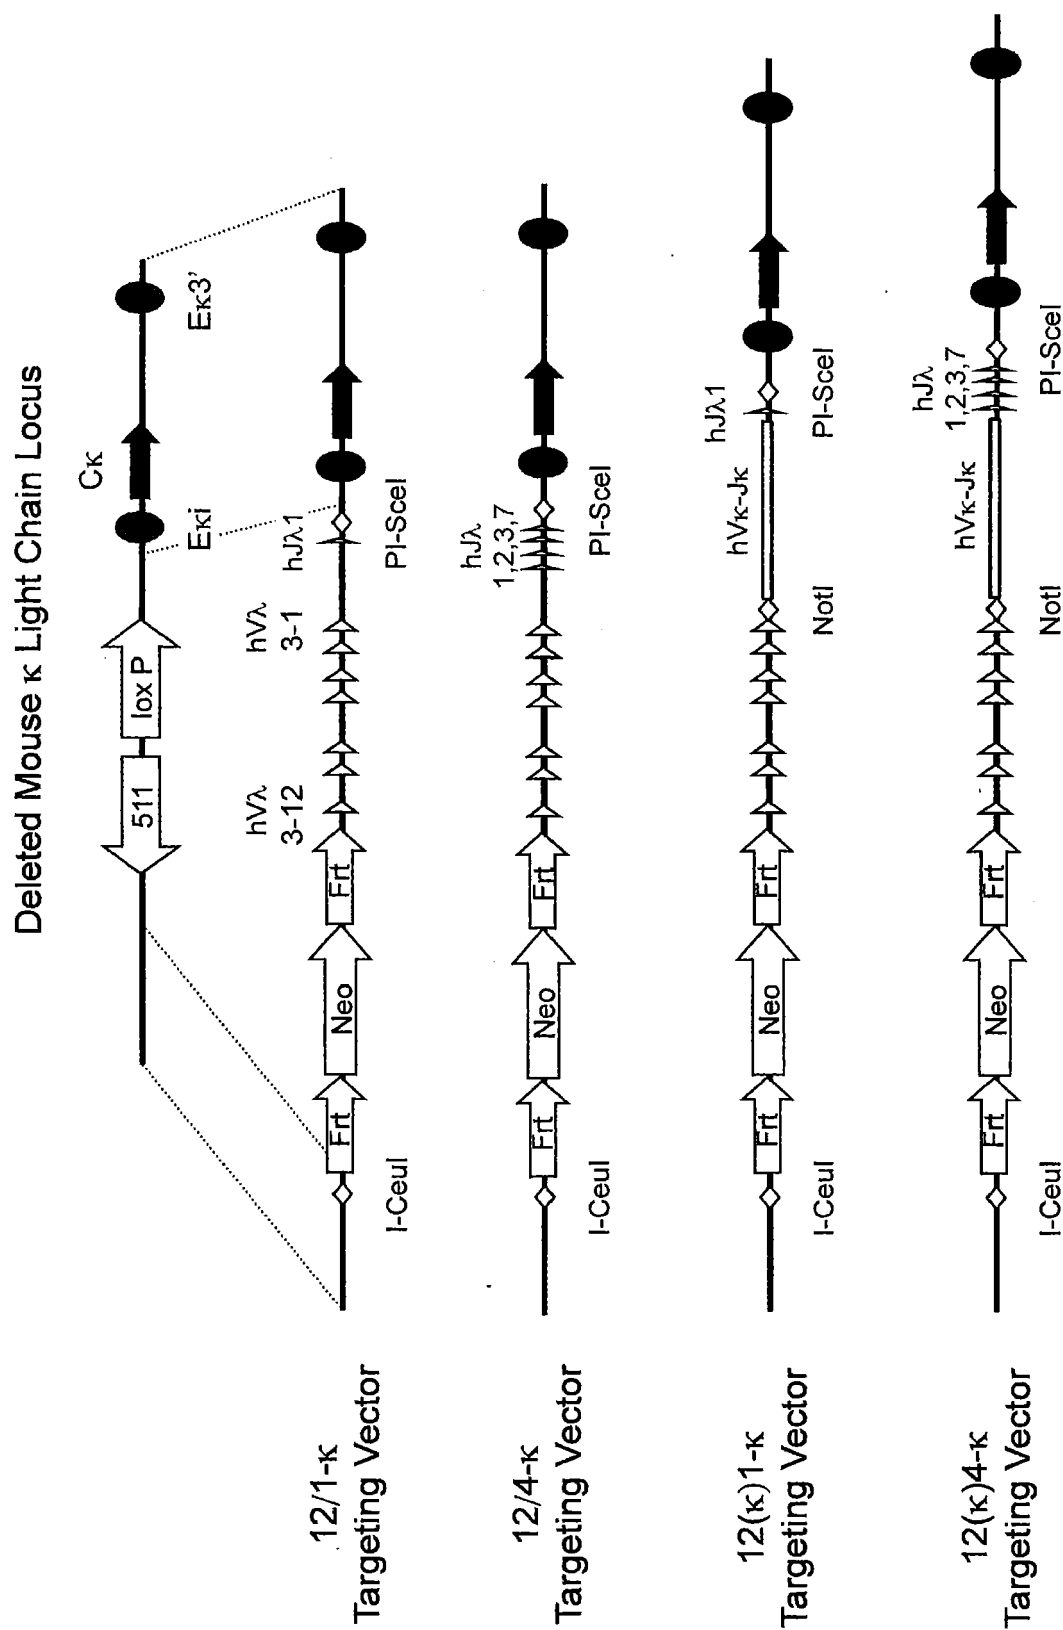 Deleted Mouse κ Light Chain Locus
511
lox P
Cκ
Eκi
Eκ3'
12/1-κ
Targeting Vector
I-CeuI
Frt
Neo
Frt
hVλ
3-12
hVλ
3-1
hJλ1
PI-SceI
12/4-κ
Targeting Vector
I-CeuI
Frt
Neo
Frt
hJλ
1,2,3,7
PI-SceI
12(κ)1-κ
Targeting Vector
I-CeuI
Frt
Neo
Frt
NotI
hVκ-Jκ
hJλ1
PI-SceI
12(κ)4-κ
Targeting Vector
I-CeuI
Frt
Neo
Frt
NotI
hVκ-Jκ
hJλ
1,2,3,7
PI-SceI